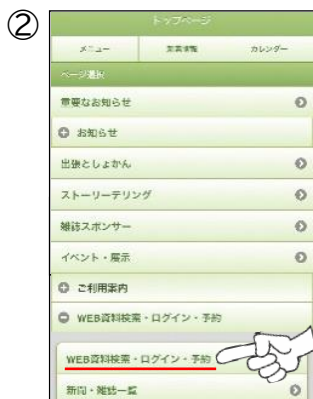 ②
トップページ
メニュー 新着情報 カレンダー
ページ選択
重要なお知らせ
お知らせ
出張としょかん
ストーリーテリング
雑誌スポンサー
イベント・展示
ご利用案内
WEB資料検索・ログイン・予約
WEB資料検索・ログイン・予約
新聞・雑誌一覧